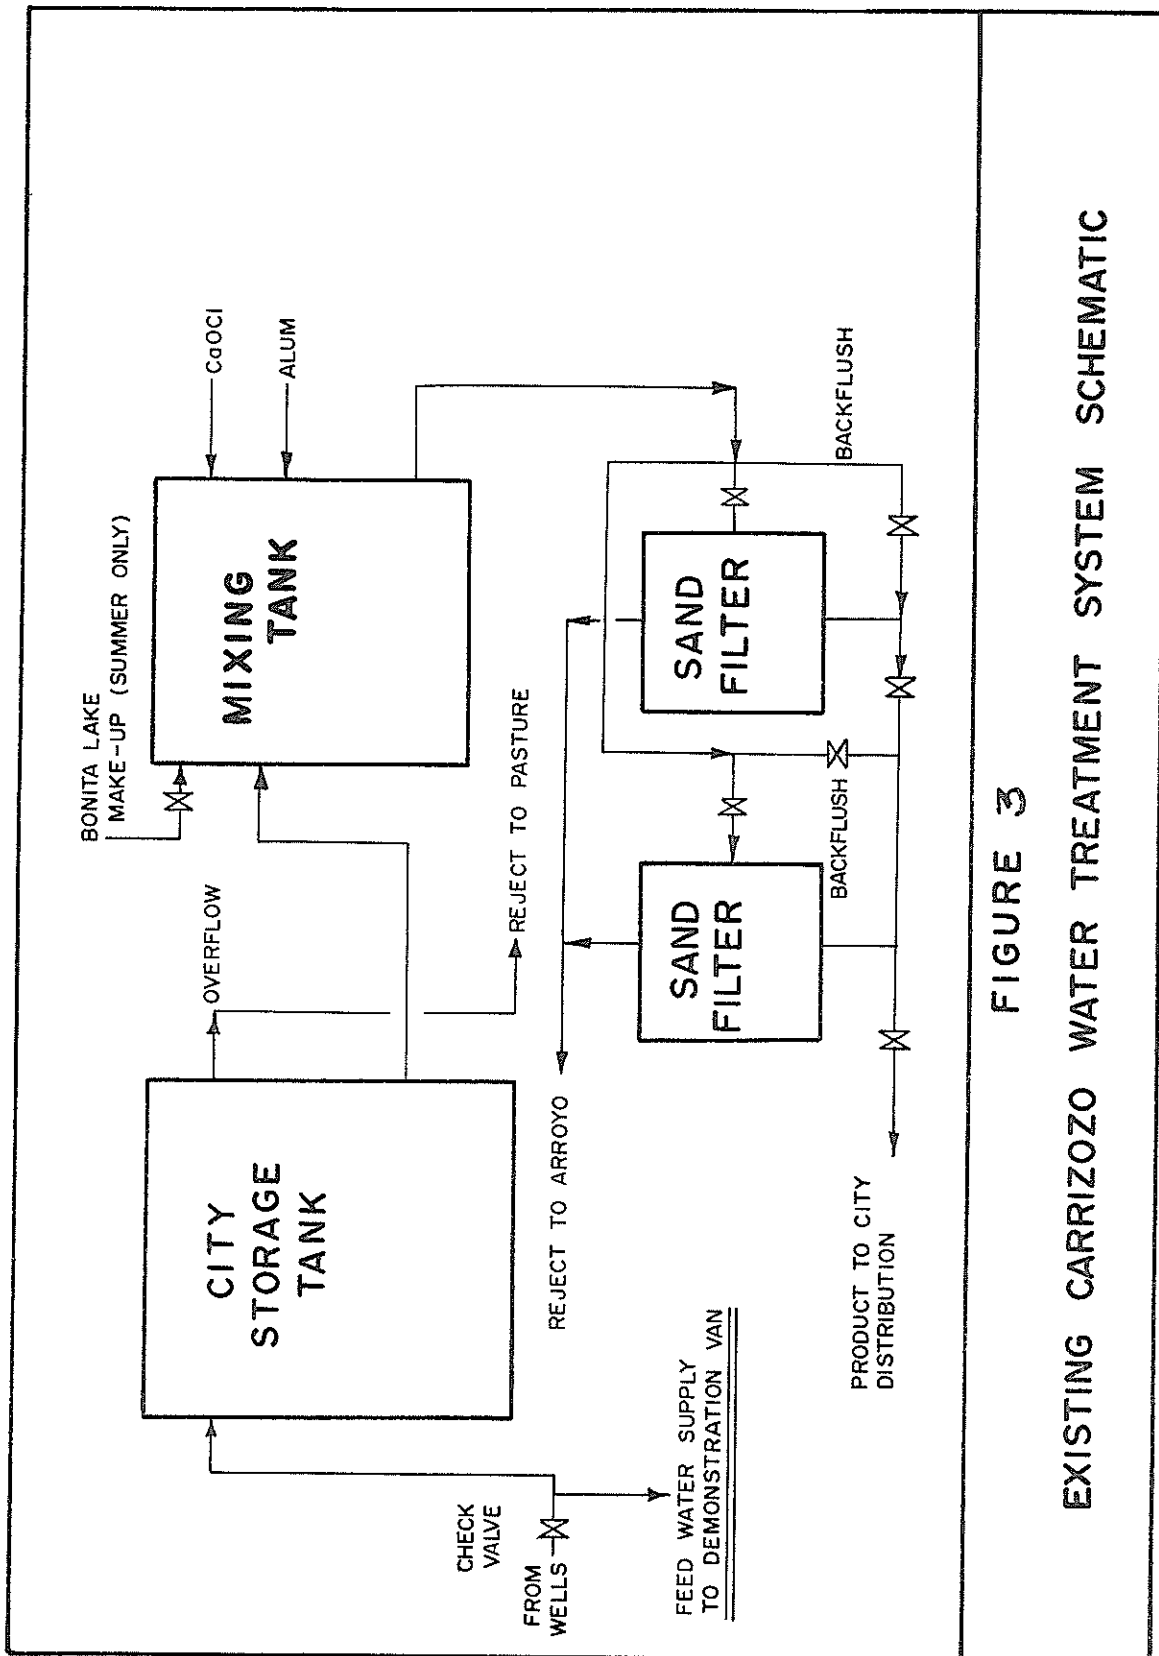 BONITA LAKE
MAKE-UP (SUMMER ONLY)
CaOCl
ALUM
MIXING
TANK
OVERFLOW
REJECT TO PASTURE
CITY
STORAGE
TANK
REJECT TO ARROYO
CHECK
VALVE
FROM
WELLS
FEED WATER SUPPLY
TO DEMONSTRATION VAN
SAND
FILTER
SAND
FILTER
BACKFLUSH
BACKFLUSH
PRODUCT TO CITY
DISTRIBUTION
FIGURE 3
EXISTING CARRIZOZO WATER TREATMENT SYSTEM SCHEMATIC